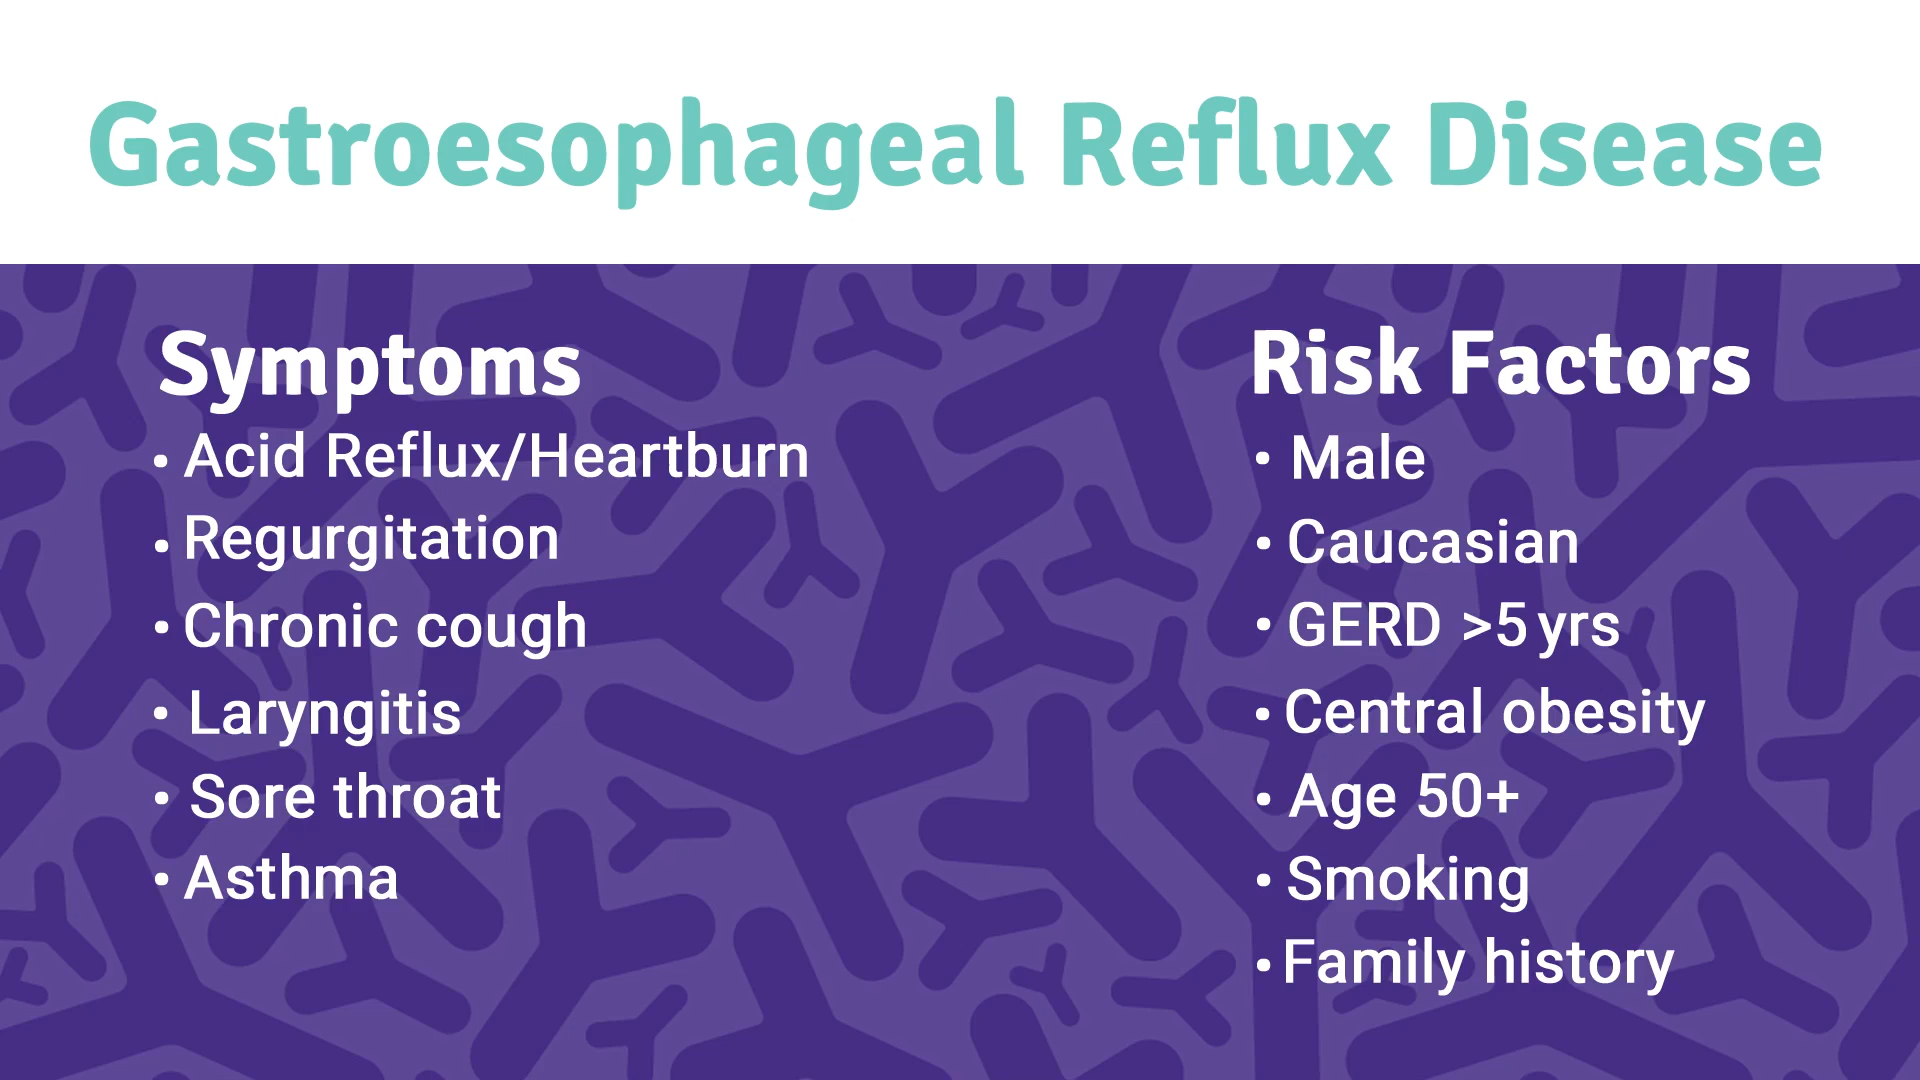 Gastroesophageal Reflux Disease
Symptoms
• Acid Reflux/Heartburn
• Regurgitation
• Chronic cough
• Laryngitis
• Sore throat
• Asthma
Risk Factors
• Male
• Caucasian
• GERD >5 yrs
• Central obesity
• Age 50+
• Smoking
• Family history